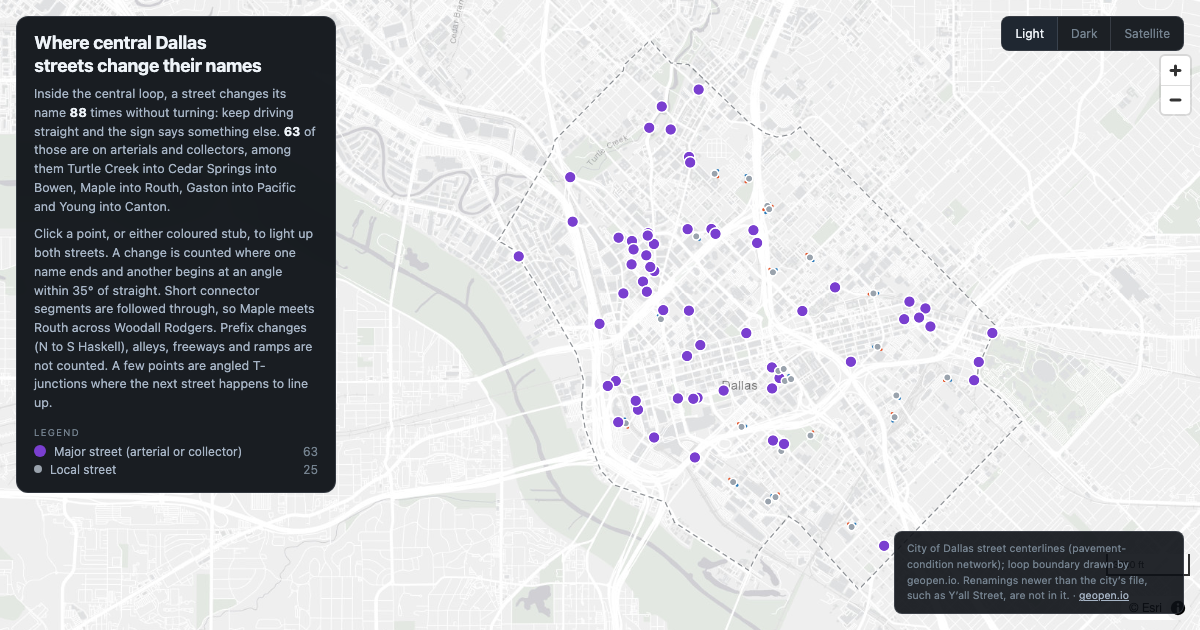 Where central Dallas
streets change their names
Inside the central loop, a street changes its
name 88 times without turning: keep driving
straight and the sign says something else. 63 of
those are on arterials and collectors, among
them Turtle Creek into Cedar Springs into
Bowen, Maple into Routh, Gaston into Pacific
and Young into Canton.
Click a point, or either coloured stub, to light up
both streets. A change is counted where one
name ends and another begins at an angle
within 35° of straight. Short connector
segments are followed through, so Maple meets
Routh across Woodall Rodgers. Prefix changes
(N to S Haskell), alleys, freeways and ramps are
not counted. A few points are angled T-
junctions where the next street happens to line
up.
LEGEND
Major street (arterial or collector) 63
Local street 25
Light Dark Satellite
+
−
Turtle Creek
Dallas
City of Dallas street centerlines (pavement-
condition network); loop boundary drawn by
geopen.io. Renamings newer than the city's file,
such as Y'all Street, are not in it. · geopen.io
© Esri